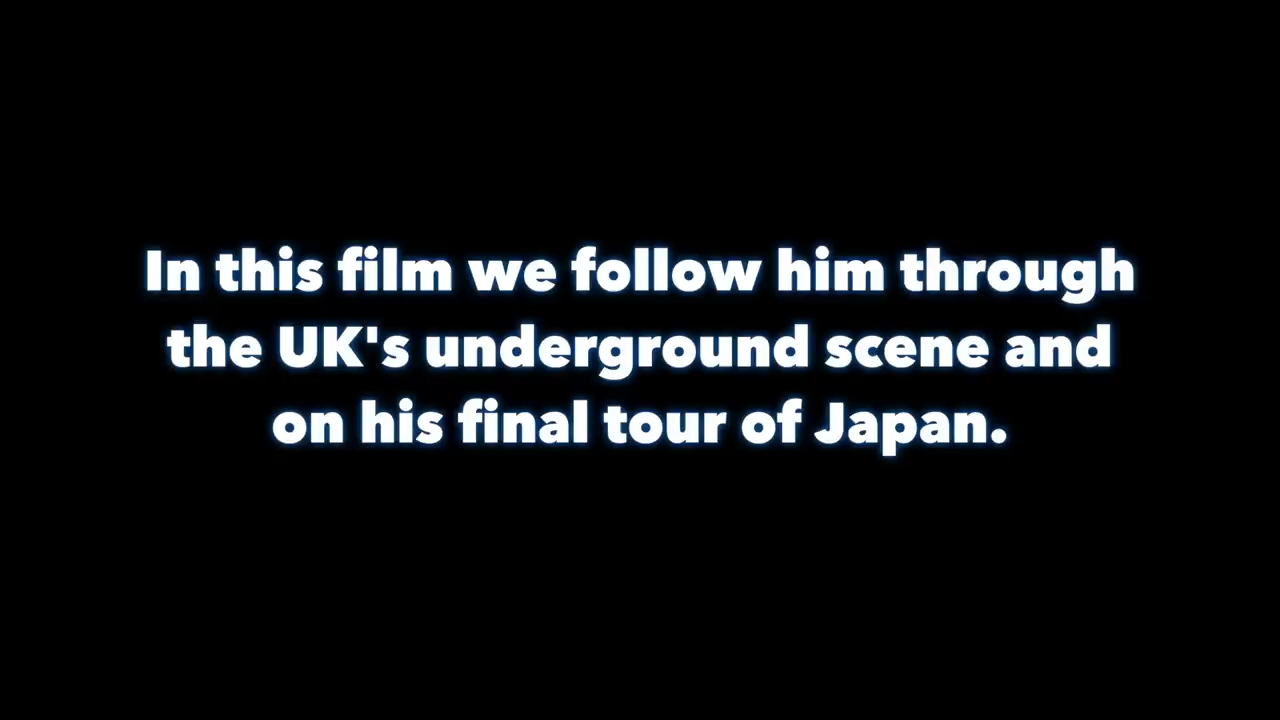 In this film we follow him through
the UK's underground scene and
on his final tour of Japan.